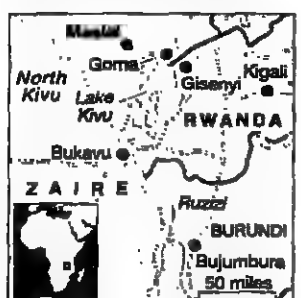 Goma
North
Kivu
Gisenyi
Kigali
Lake
Kivu
RWANDA
Bukavu
ZAIRE
Ruzizi
BURUNDI
Bujumbura
50 miles